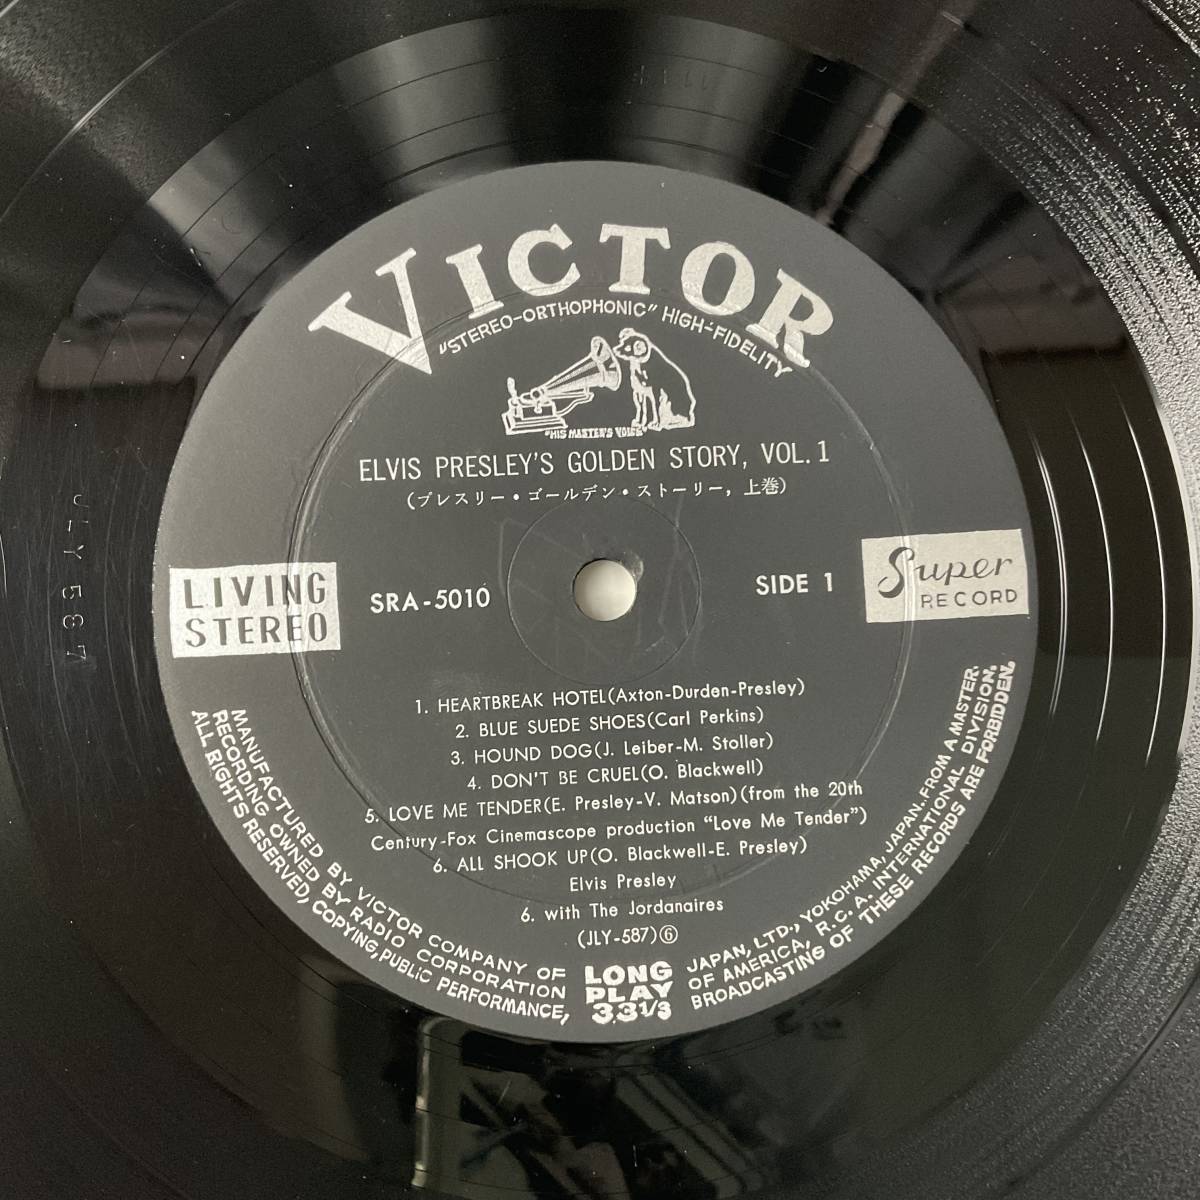 VICTOR
"STEREO-ORTHOPHONIC" HIGH-FIDELITY
"HIS MASTER'S VOICE"
ELVIS PRESLEY'S GOLDEN STORY, VOL. 1
(プレスリー・ゴールデン・ストーリー, 上巻)
LIVING
STEREO
SRA-5010
SIDE 1
Super
RECORD
1. HEARTBREAK HOTEL(Axton-Durden-Presley)
2. BLUE SUEDE SHOES(Carl Perkins)
3. HOUND DOG(J. Leiber-M. Stoller)
4. DON'T BE CRUEL(O. Blackwell)
5. LOVE ME TENDER(E. Presley-V. Matson)(from the 20th
Century-Fox Cinemascope production "Love Me Tender")
6. ALL SHOOK UP(O. Blackwell-E. Presley)
Elvis Presley
6. with The Jordanaires
(JLY-587)⑥
LONG
PLAY
33 1/3
MANUFACTURED BY VICTOR COMPANY OF JAPAN, LTD., YOKOHAMA, JAPAN. FROM A MASTER
RECORDING OWNED BY RADIO CORPORATION OF AMERICA, R.C.A. INTERNATIONAL DIVISION.
ALL RIGHTS RESERVED, COPYING, PUBLIC PERFORMANCE, BROADCASTING OF THESE RECORDS ARE FORBIDDEN.
JLY 587